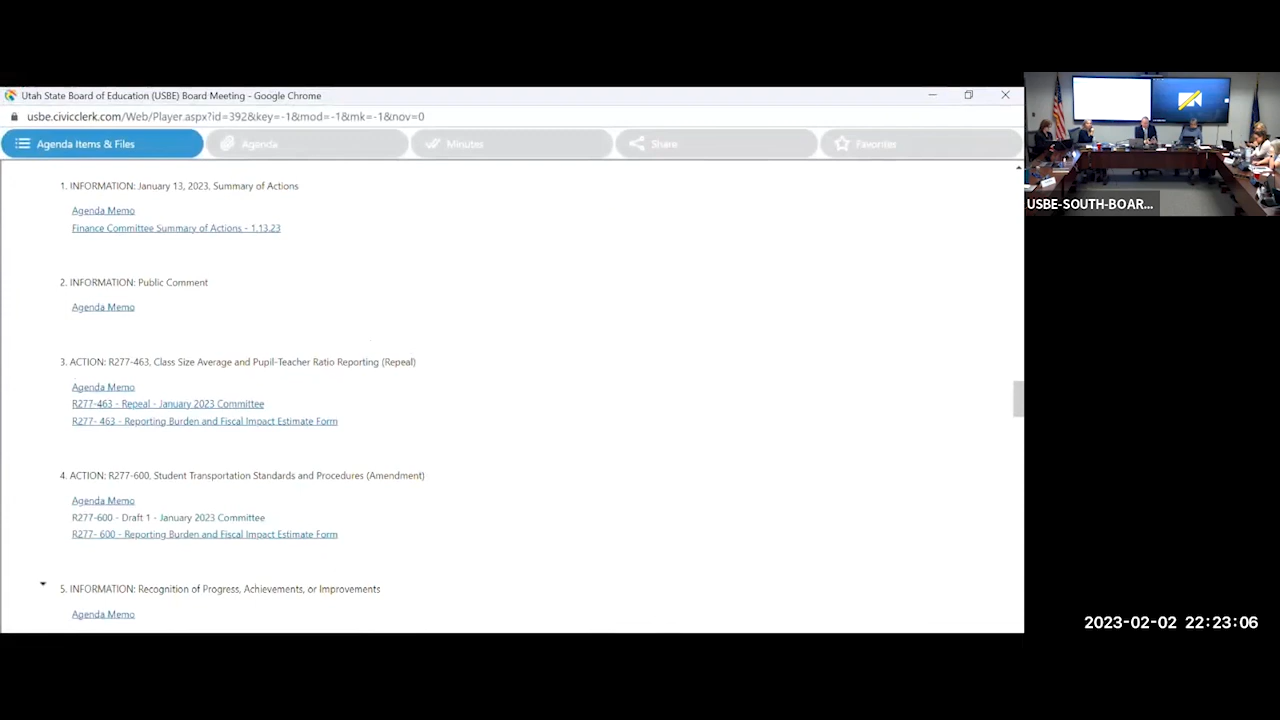 Utah State Board of Education (USBE) Board Meeting - Google Chrome
usbe.civicclerk.com/Web/Player.aspx?id=392&key=-1&mod=-1&mk=-1&nov=0
Agenda Items & Files
Agenda
Minutes
Share
Favorites
1. INFORMATION: January 13, 2023, Summary of Actions
Agenda Memo
Finance Committee Summary of Actions - 1.13.23
2. INFORMATION: Public Comment
Agenda Memo
3. ACTION: R277-463, Class Size Average and Pupil-Teacher Ratio Reporting (Repeal)
Agenda Memo
R277-463 - Repeal - January 2023 Committee
R277- 463 - Reporting Burden and Fiscal Impact Estimate Form
4. ACTION: R277-600, Student Transportation Standards and Procedures (Amendment)
Agenda Memo
R277-600 - Draft 1 - January 2023 Committee
R277- 600 - Reporting Burden and Fiscal Impact Estimate Form
5. INFORMATION: Recognition of Progress, Achievements, or Improvements
Agenda Memo
USBE-SOUTH-BOAR...
2023-02-02 22:23:06